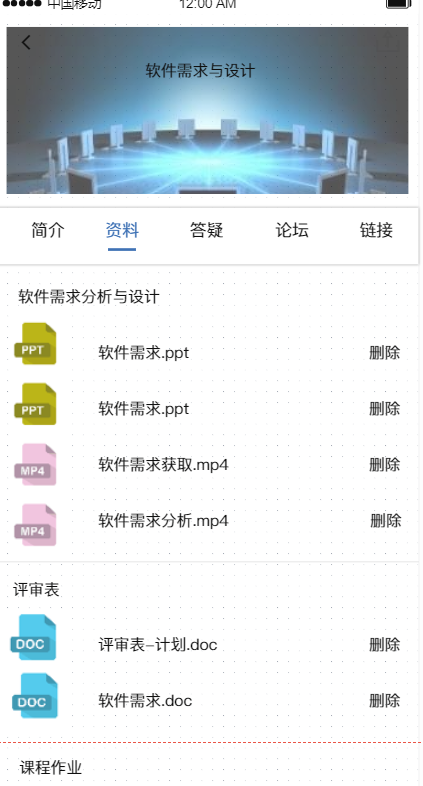 中国移动 12:00 AM
软件需求与设计
简介 资料 答疑 论坛 链接
软件需求分析与设计
PPT 软件需求.ppt 删除
PPT 软件需求.ppt 删除
MP4 软件需求获取.mp4 删除
MP4 软件需求分析.mp4 删除
评审表
DOC 评审表–计划.doc 删除
DOC 软件需求.doc 删除
课程作业